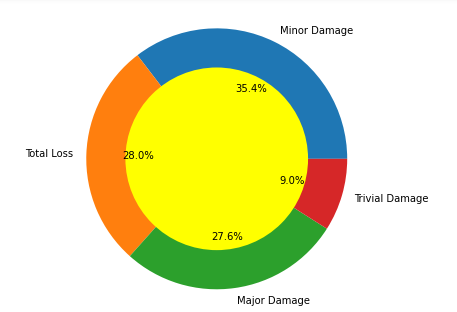 Minor Damage
35.4%
Total Loss
28.0%
9.0%
Trivial Damage
27.6%
Major Damage